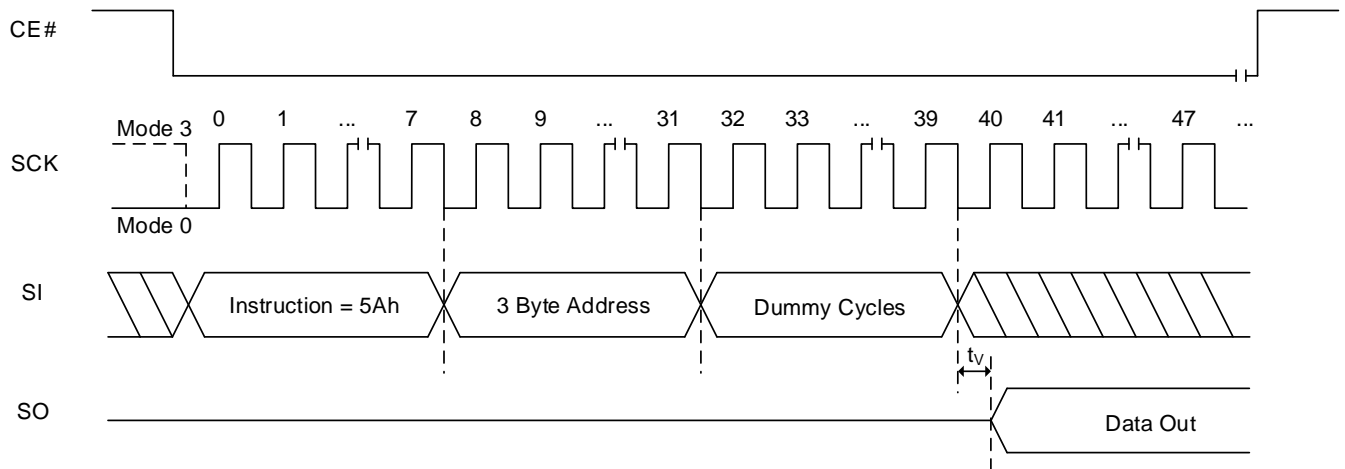 CE#
0 1 ... 7 8 9 ... 31 32 33 ... 39 40 41 ... 47 ...
Mode 3
SCK
Mode 0
SI
Instruction = 5Ah 3 Byte Address Dummy Cycles
tV
SO
Data Out